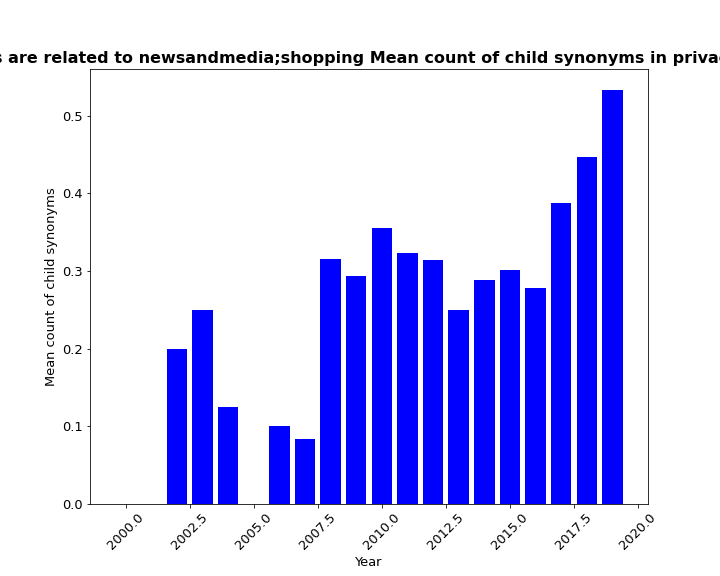 s are related to newsandmedia;shopping Mean count of child synonyms in priva
Mean count of child synonyms
0.5
0.4
0.3
0.2
0.1
0.0
2000.0 2002.5 2005.0 2007.5 2010.0 2012.5 2015.0 2017.5 2020.0
Year